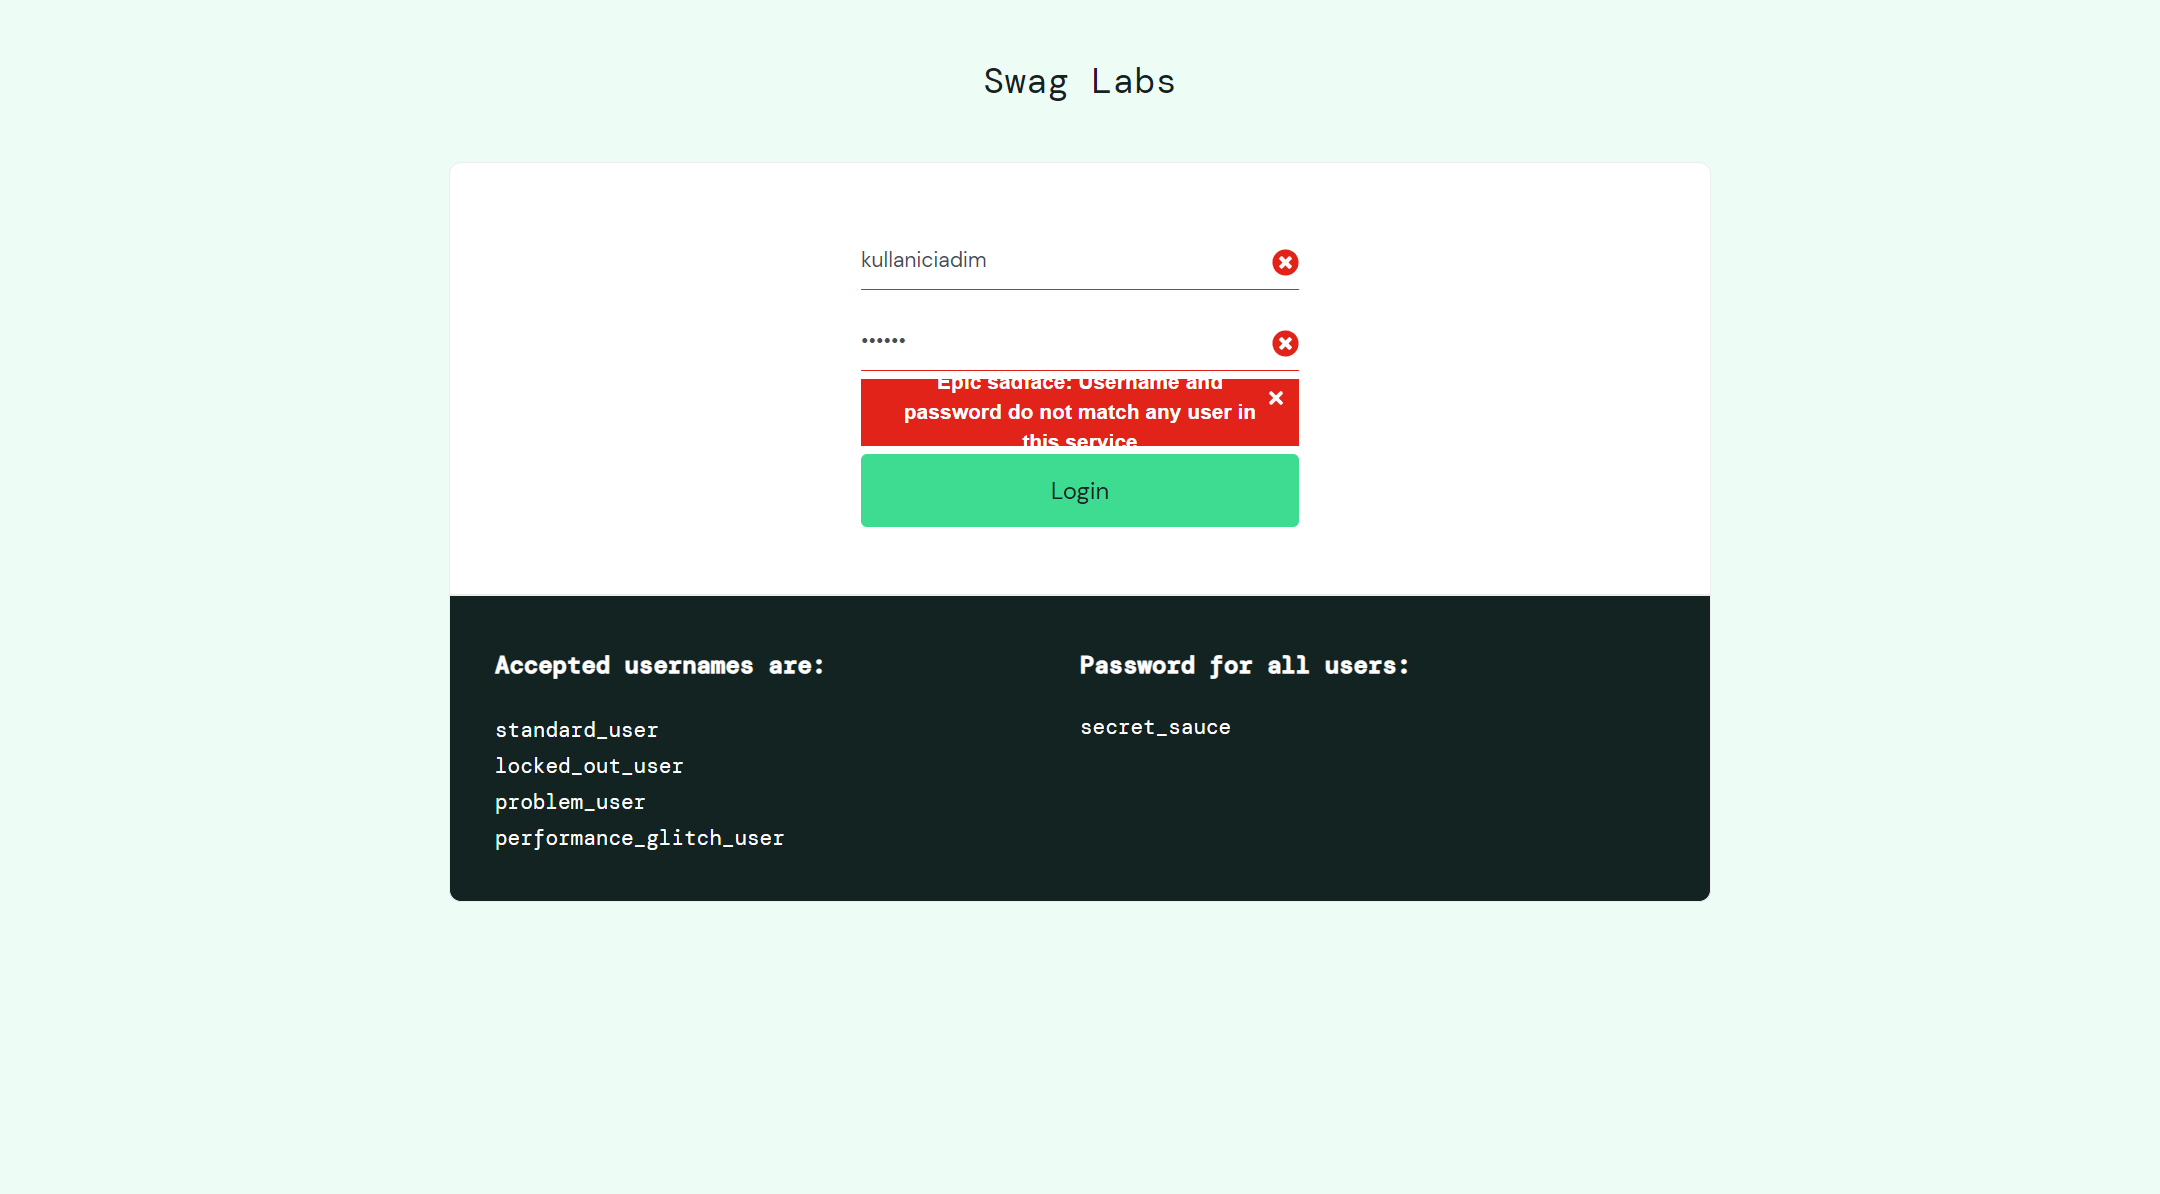 Swag Labs
kullaniciadim
••••••
Epic sadface: Username and
password do not match any user in
this service
Login
Accepted usernames are:
standard_user
locked_out_user
problem_user
performance_glitch_user
Password for all users:
secret_sauce